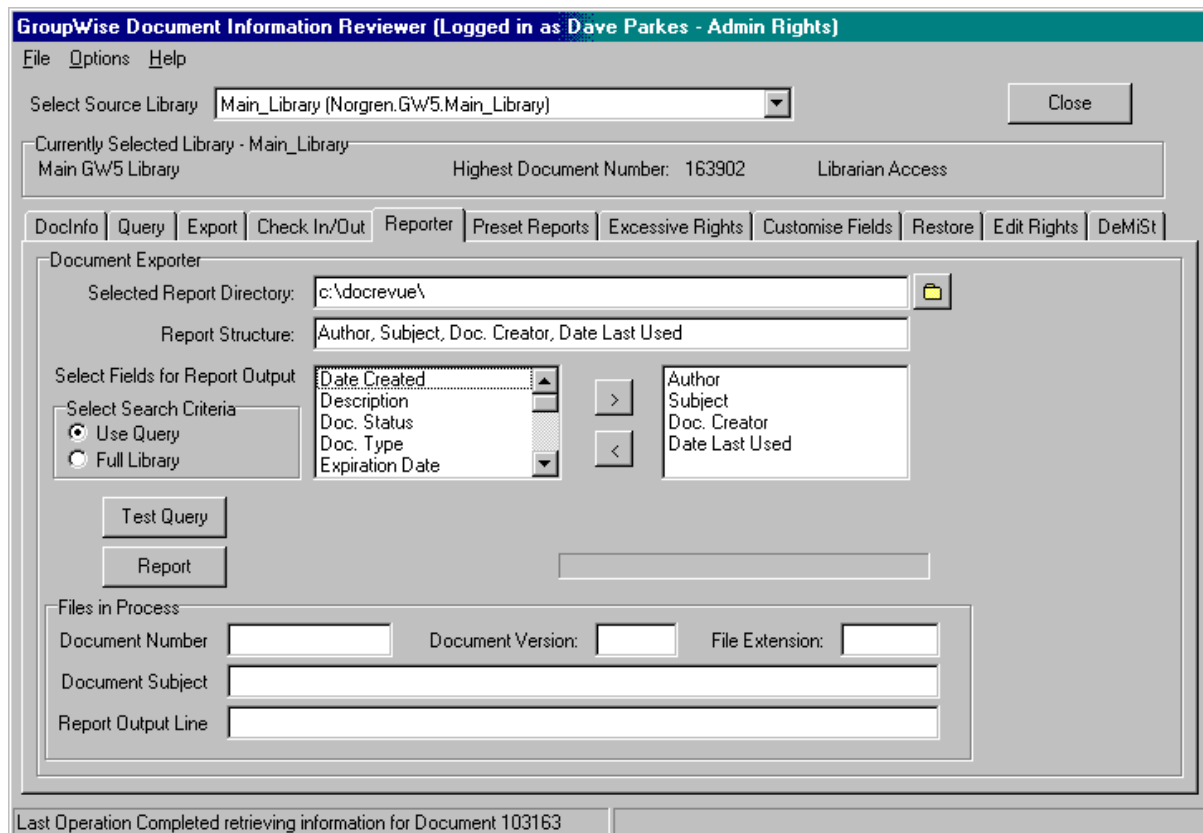 GroupWise Document Information Reviewer (Logged in as Dave Parkes - Admin Rights)
File Options Help
Select Source Library Main_Library (Norgren.GW5.Main_Library) Close
Currently Selected Library - Main_Library
Main GW5 Library Highest Document Number: 163902 Librarian Access
DocInfo Query Export Check In/Out Reporter Preset Reports Excessive Rights Customise Fields Restore Edit Rights DeMiSt
Document Exporter
Selected Report Directory: c:\docrevue\
Report Structure: Author, Subject, Doc. Creator, Date Last Used
Select Fields for Report Output
Select Search Criteria
Use Query
Full Library
Date Created
Description
Doc. Status
Doc. Type
Expiration Date
>
<
Author
Subject
Doc. Creator
Date Last Used
Test Query
Report
Files in Process
Document Number Document Version: File Extension:
Document Subject
Report Output Line
Last Operation Completed retrieving information for Document 103163